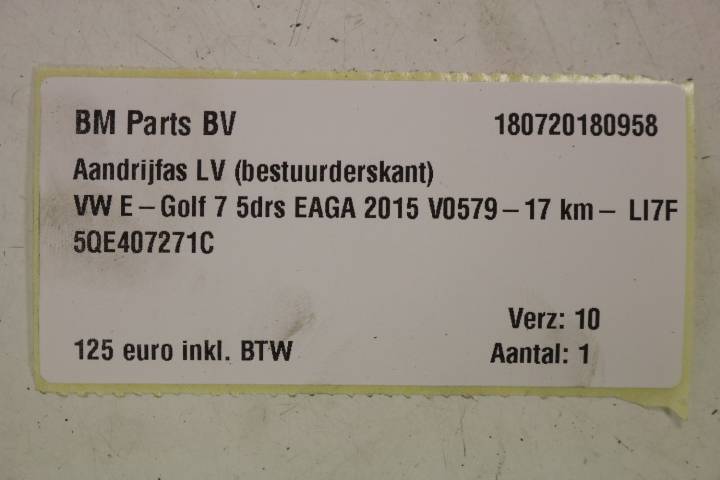 BM Parts BV 180720180958
Aandrijfas LV (bestuurderskant)
VW E-Golf 7 5drs EAGA 2015 V0579-17 km- LI7F
5QE407271C
Verz: 10
125 euro inkl. BTW Aantal: 1